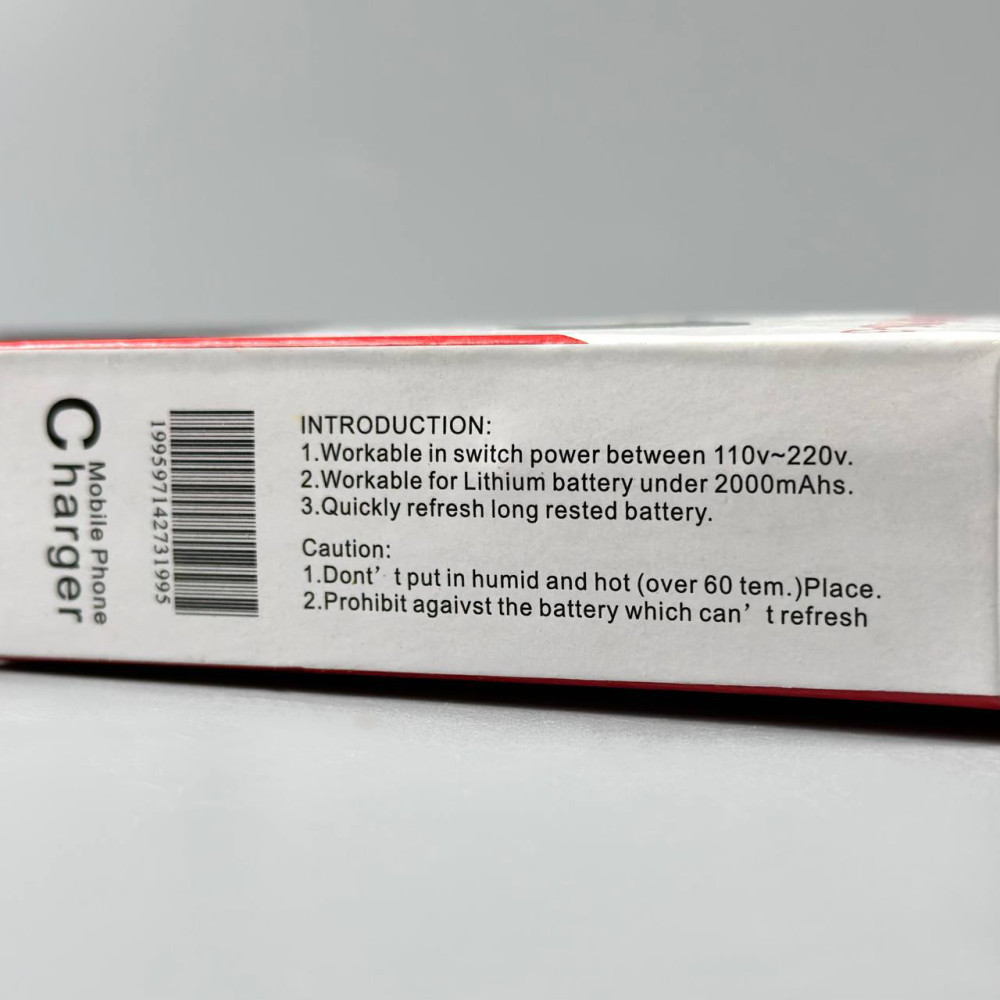 Charger
Mobile Phone
1995971427319​95
INTRODUCTION:
1.Workable in switch power between 110v~220v.
2.Workable for Lithium battery under 2000mAhs.
3.Quickly refresh long rested battery.
Caution:
1.Dont’ t put in humid and hot (over 60 tem.)Place.
2.Prohibit agaivst the battery which can’ t refresh